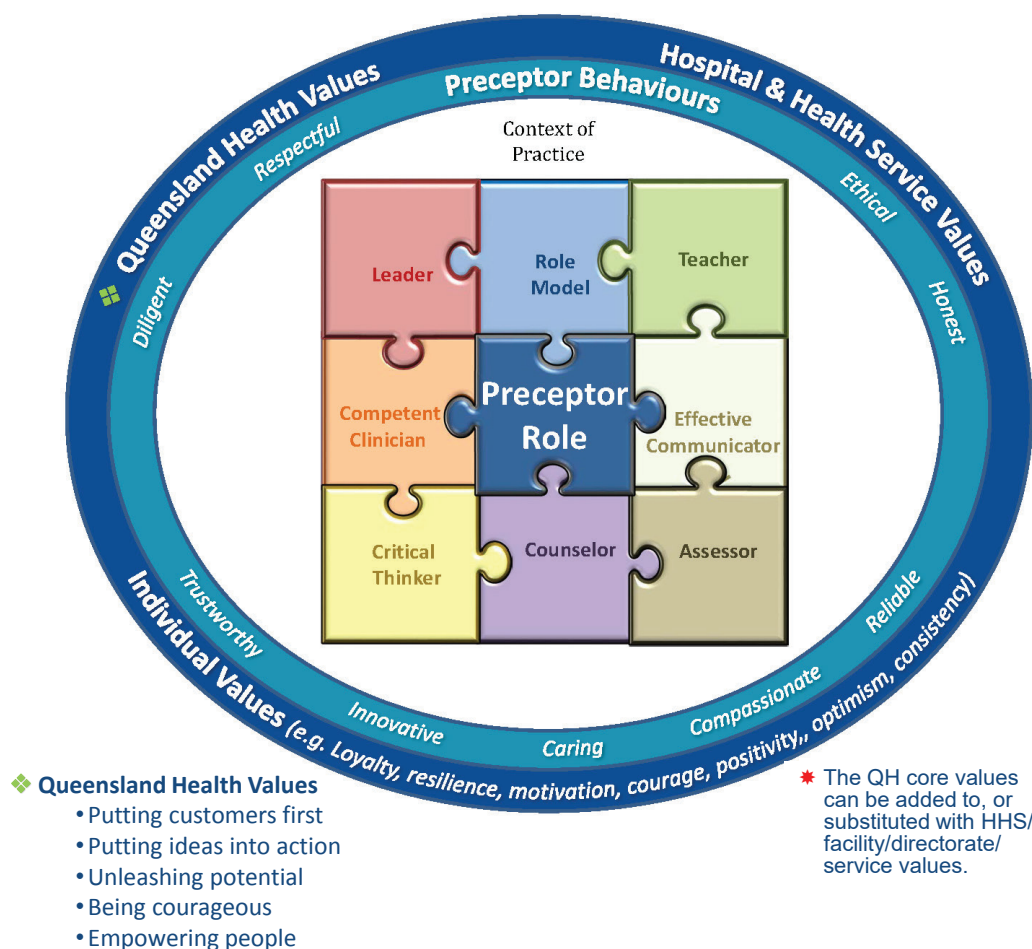 Queensland Health Values
Hospital & Health Service Values
Preceptor Behaviours
Respectful
Ethical
Diligent
Honest
Context of
Practice
Leader
Role
Model
Teacher
Competent
Clinician
Preceptor
Role
Effective
Communicator
Critical
Thinker
Counselor
Assessor
Trustworthy
Reliable
Innovative
Compassionate
Caring
Individual Values (e.g. Loyalty, resilience, motivation, courage, positivity,, optimism, consistency)
❖ Queensland Health Values
• Putting customers first
• Putting ideas into action
• Unleashing potential
• Being courageous
• Empowering people
✷ The QH core values
can be added to, or
substituted with HHS/
facility/directorate/
service values.